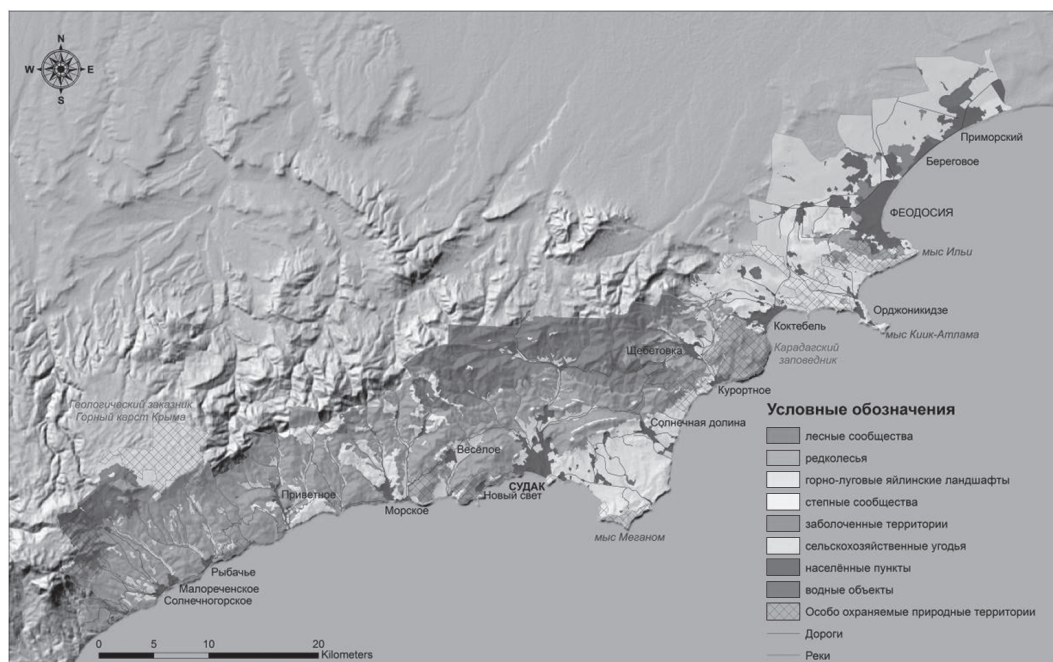 N
W E
S
Приморский
Береговое
ФЕОДОСИЯ
мыс Ильи
Орджоникидзе
Коктебель
мыс Киик-Атлама
Щебетовка
Карадагский
заповедник
Курортное
Геологический заказник
Горный карст Крыма
Солнечная долина
Весёлое
СУДАК
Приветное
Новый свет
Морское
мыс Меганом
Рыбачье
Малореченское
Солнечногорское
Условные обозначения
лесные сообщества
редколесья
горно-луговые яйлинские ландшафты
степные сообщества
заболоченные территории
сельскохозяйственные угодья
населённые пункты
водные объекты
Особо охраняемые природные территории
Дороги
Реки
0 5 10 20
Kilometers